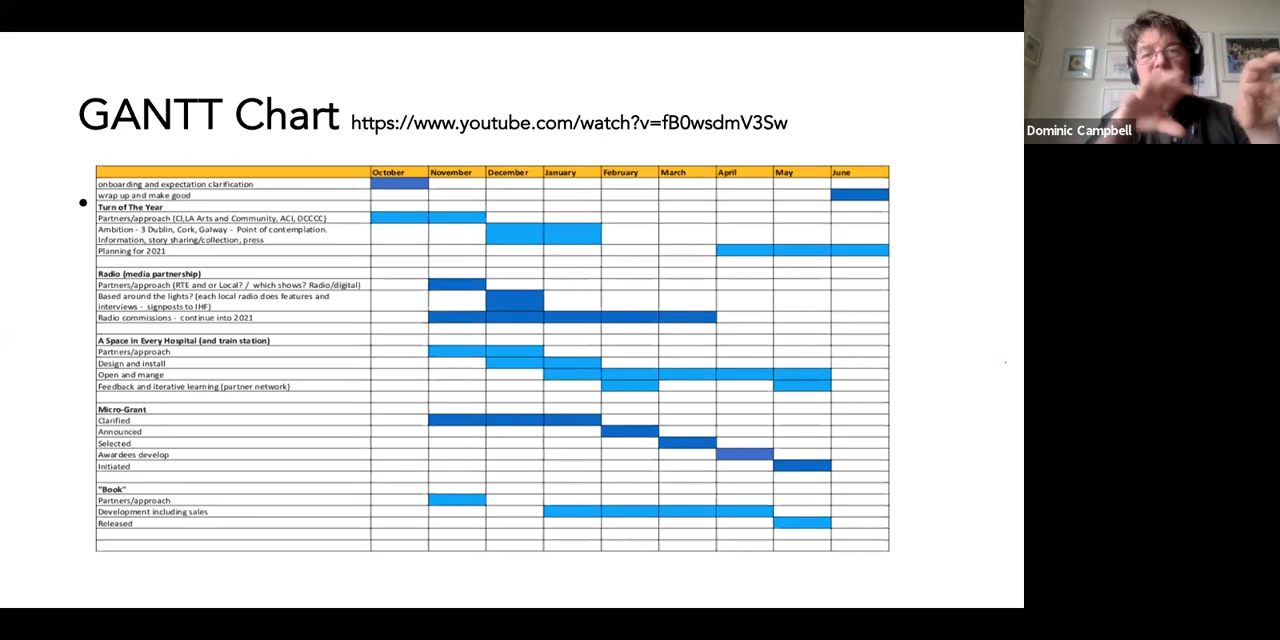 GANTT Chart https://www.youtube.com/watch?v=fB0wsdmV3Sw
Dominic Campbell
October November December January February March April May June
onboarding and expectation clarification
wrap up and make good
Turn of The Year
Partners/approach (CI,LA Arts and Community, ACI, DCCCC)
Ambition - 3 Dublin, Cork, Galway - Point of contemplation.
Information, story sharing/collection, press
Planning for 2021
Radio (media partnership)
Partners/approach (RTE and or Local? / which shows? Radio/digital)
Based around the lights? (each local radio does features and
interviews - signposts to IHF)
Radio commissions - continue into 2021
A Space in Every Hospital (and train station)
Partners/approach
Design and install
Open and mange
Feedback and iterative learning (partner network)
Micro-Grant
Clarified
Announced
Selected
Awardees develop
Initiated
"Book"
Partners/approach
Development including sales
Released